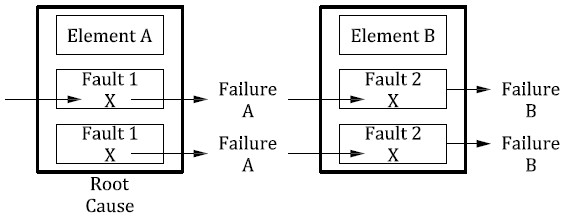 Element A
Element B
Fault 1
X
Failure
A
Fault 2
X
Failure
B
Fault 1
X
Failure
A
Fault 2
X
Failure
B
Root
Cause